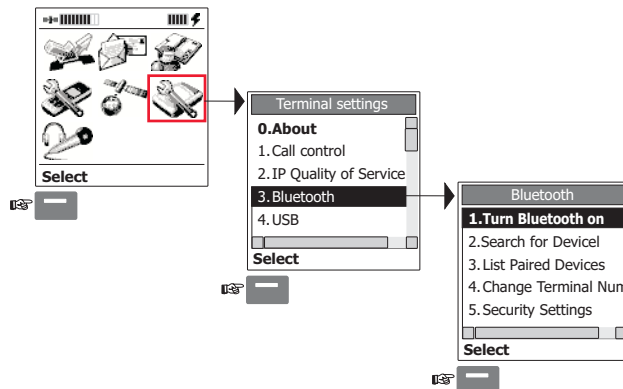 Select
Terminal settings
0.About
1.Call control
2.IP Quality of Service
3.Bluetooth
4.USB
Select
Bluetooth
1.Turn Bluetooth on
2.Search for Devicel
3.List Paired Devices
4.Change Terminal Num
5.Security Settings
Select